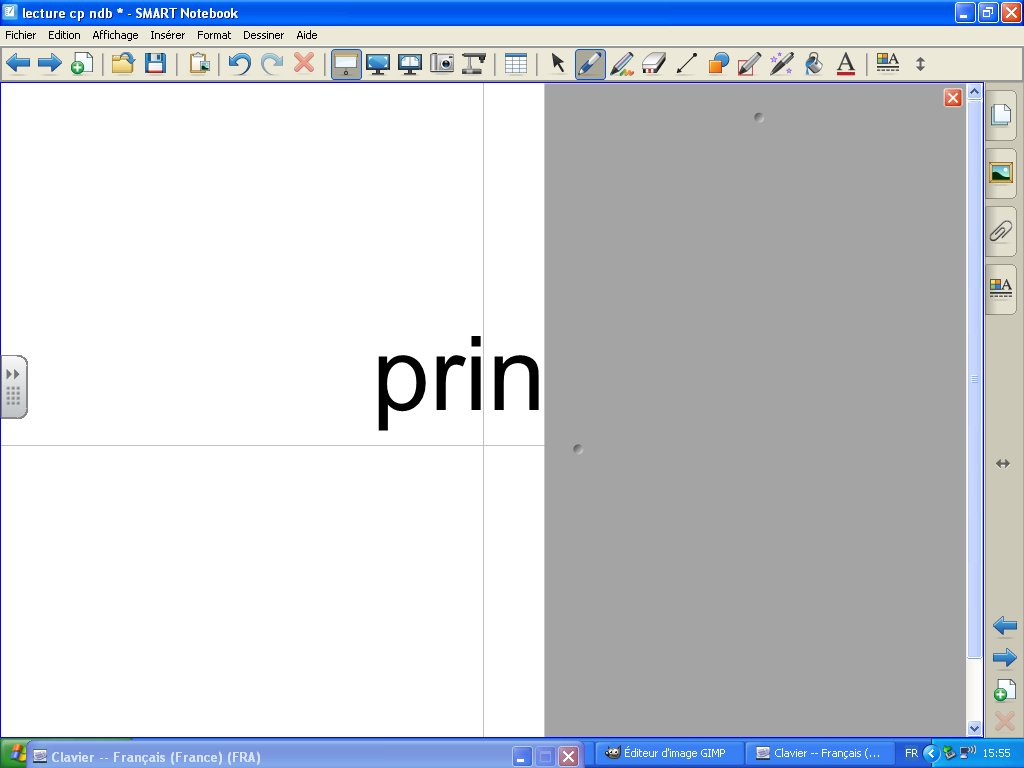 lecture cp ndb * - SMART Notebook
Fichier Edition Affichage Insérer Format Dessiner Aide
prin
Clavier -- Français (France) (FRA)
Éditeur d'image GIMP
Clavier -- Français (...
FR
15:55